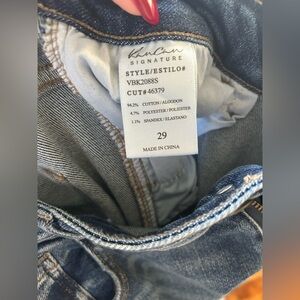 KanCan
SIGNATURE
STYLE/ESTILO#
VBK2088S
CUT#46379
94.2% COTTON/ALGODON
4.7% POLYESTER/POLIESTER
1.1% SPANDEX/ELASTANO
29
MADE IN CHINA